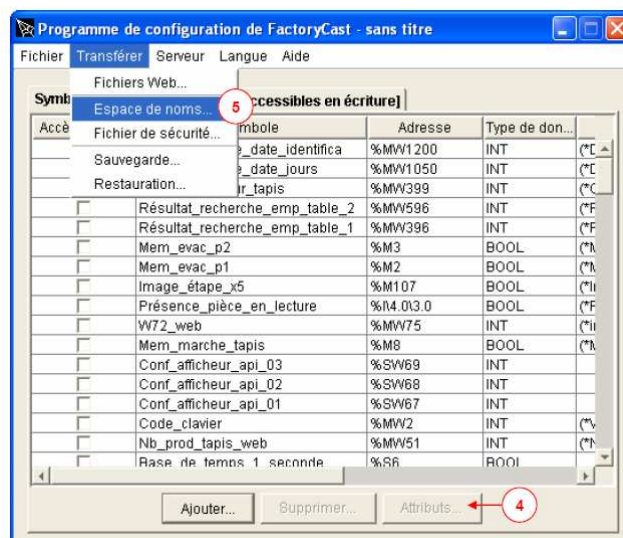 Programme de configuration de FactoryCast - sans titre
Fichier Transférer Serveur Langue Aide
Fichiers Web...
Espace de noms... 5
Fichier de sécurité...
Sauvegarde...
Restauration...
Symb ccessibles en écriture]
Accè mbole Adresse Type de don...
e_date_identifica %MW1200 INT
e_date_jours %MW1050 INT
ur_tapis %MW399 INT
Résultat_recherche_emp_table_2 %MW596 INT
Résultat_recherche_emp_table_1 %MW396 INT
Mem_evac_p2 %M3 BOOL
Mem_evac_p1 %M2 BOOL
Image_étape_x5 %M107 BOOL
Présence_pièce_en_lecture %I\4.0\3.0 BOOL
W72_web %MW75 INT
Mem_marche_tapis %M8 BOOL
Conf_afficheur_api_03 %SW69 INT
Conf_afficheur_api_02 %SW68 INT
Conf_afficheur_api_01 %SW67 INT
Code_clavier %MW2 INT
Nb_prod_tapis_web %MW51 INT
Base_de_temps_1_seconde %S6 BOOL
Ajouter... Supprimer... Attributs... 4